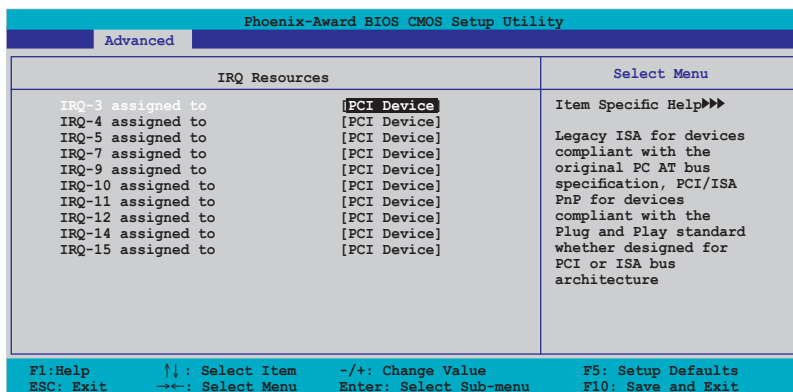 Phoenix-Award BIOS CMOS Setup Utility
Advanced
IRQ Resources
Select Menu
IRQ-3 assigned to [PCI Device]
IRQ-4 assigned to [PCI Device]
IRQ-5 assigned to [PCI Device]
IRQ-7 assigned to [PCI Device]
IRQ-9 assigned to [PCI Device]
IRQ-10 assigned to [PCI Device]
IRQ-11 assigned to [PCI Device]
IRQ-12 assigned to [PCI Device]
IRQ-14 assigned to [PCI Device]
IRQ-15 assigned to [PCI Device]
Item Specific Help▶▶▶
Legacy ISA for devices
compliant with the
original PC AT bus
specification, PCI/ISA
PnP for devices
compliant with the
Plug and Play standard
whether designed for
PCI or ISA bus
architecture
F1:Help ↑↓: Select Item -/+: Change Value F5: Setup Defaults
ESC: Exit →←: Select Menu Enter: Select Sub-menu F10: Save and Exit